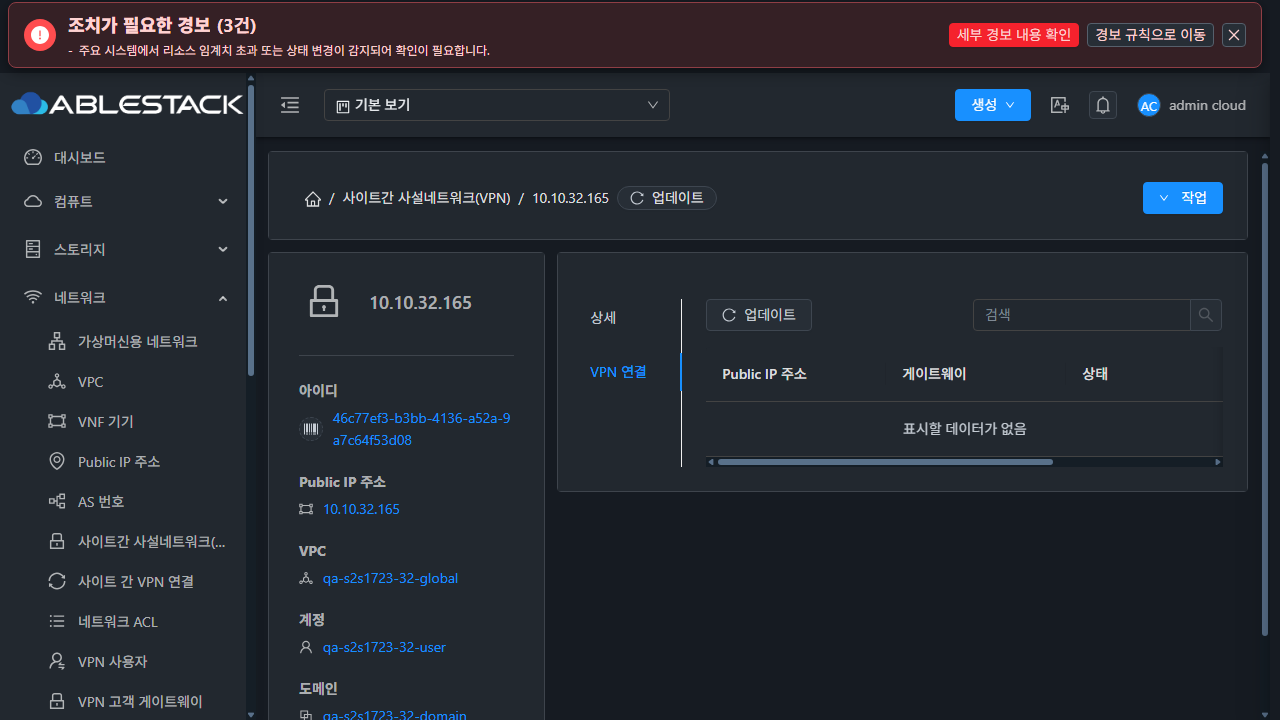 조치가 필요한 경보 (3건)
- 주요 시스템에서 리소스 임계치 초과 또는 상태 변경이 감지되어 확인이 필요합니다.
세부 경보 내용 확인
경보 규칙으로 이동
ABLESTACK
기본 보기
생성
AC
admin cloud
대시보드
컴퓨트
스토리지
네트워크
가상머신용 네트워크
VPC
VNF 기기
Public IP 주소
AS 번호
사이트간 사설네트워크(...
사이트 간 VPN 연결
네트워크 ACL
VPN 사용자
VPN 고객 게이트웨이
/ 사이트간 사설네트워크(VPN) / 10.10.32.165
업데이트
작업
10.10.32.165
아이디
46c77ef3-b3bb-4136-a52a-9
a7c64f53d08
Public IP 주소
10.10.32.165
VPC
qa-s2s1723-32-global
계정
qa-s2s1723-32-user
도메인
qa-s2s1723-32-domain
상세
VPN 연결
업데이트
검색
Public IP 주소
게이트웨이
상태
표시할 데이터가 없음